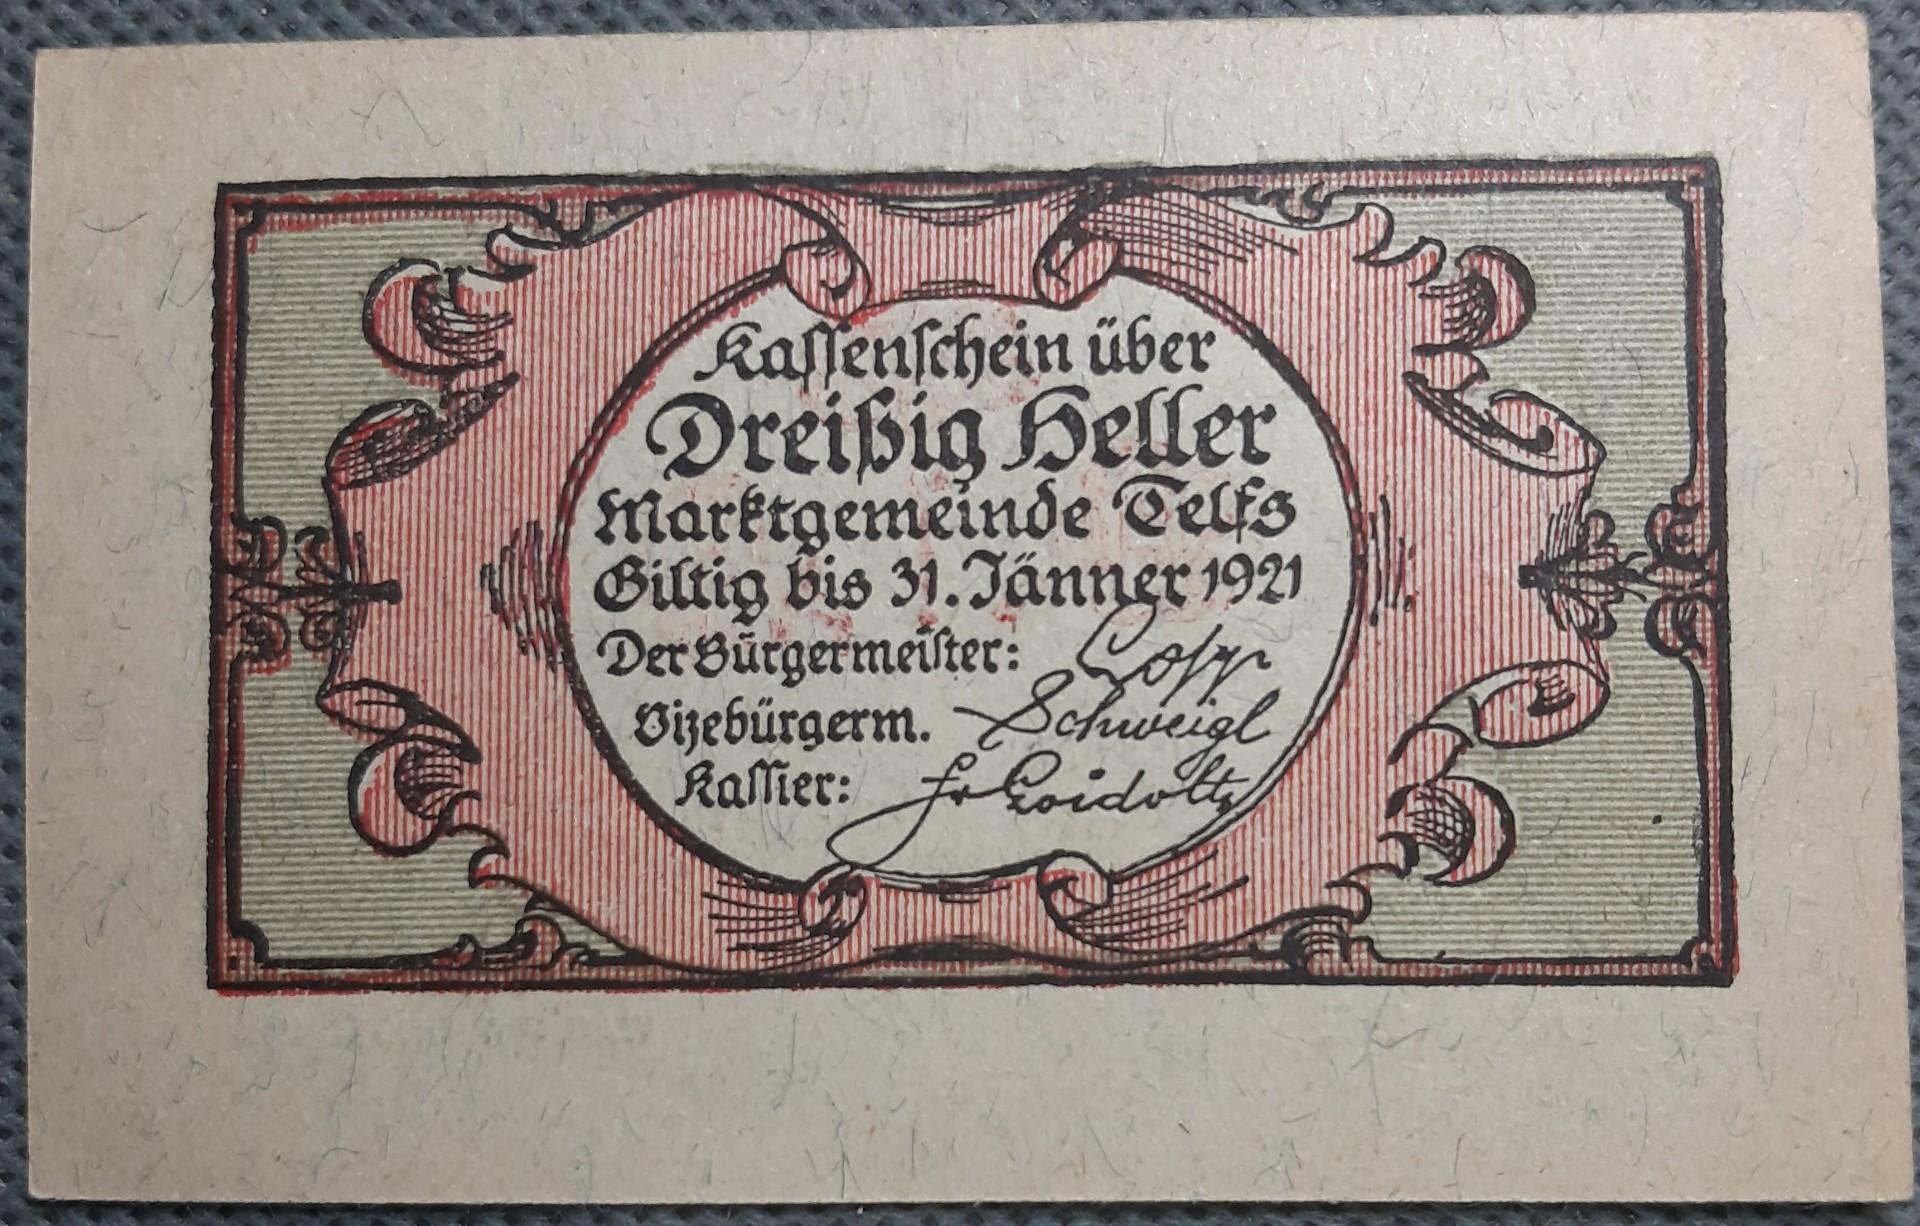 Kassenschein über
Dreißig Heller
Marktgemeinde Telfs
Giltig bis 31. Jänner 1921
Der Bürgermeister:
Vizebürgerm. Schweigl
Kassier: